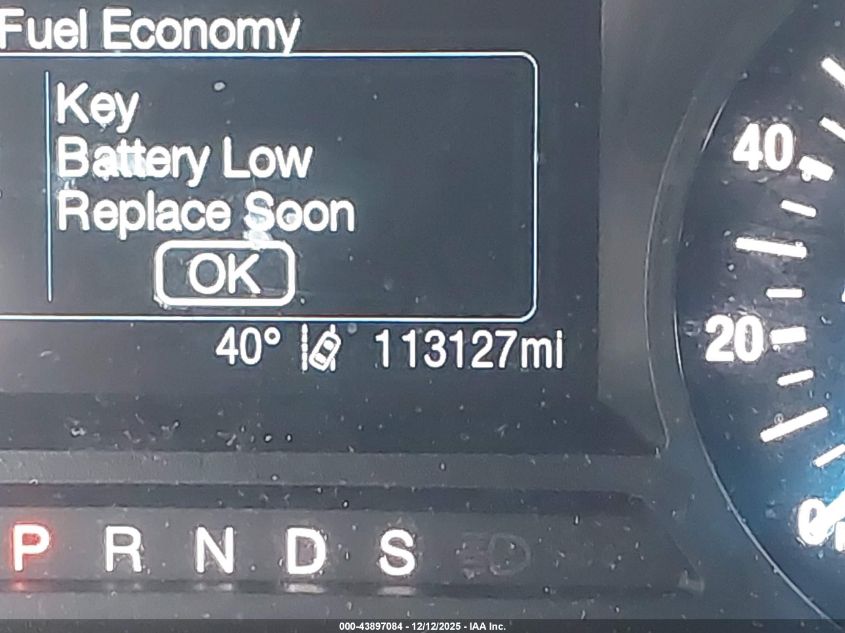 Fuel Economy
Key
Battery Low
Replace Soon
OK
40° 113127mi
40
20
0
P R N D S
000-43897084 - 12/12/2025 - IAA Inc.